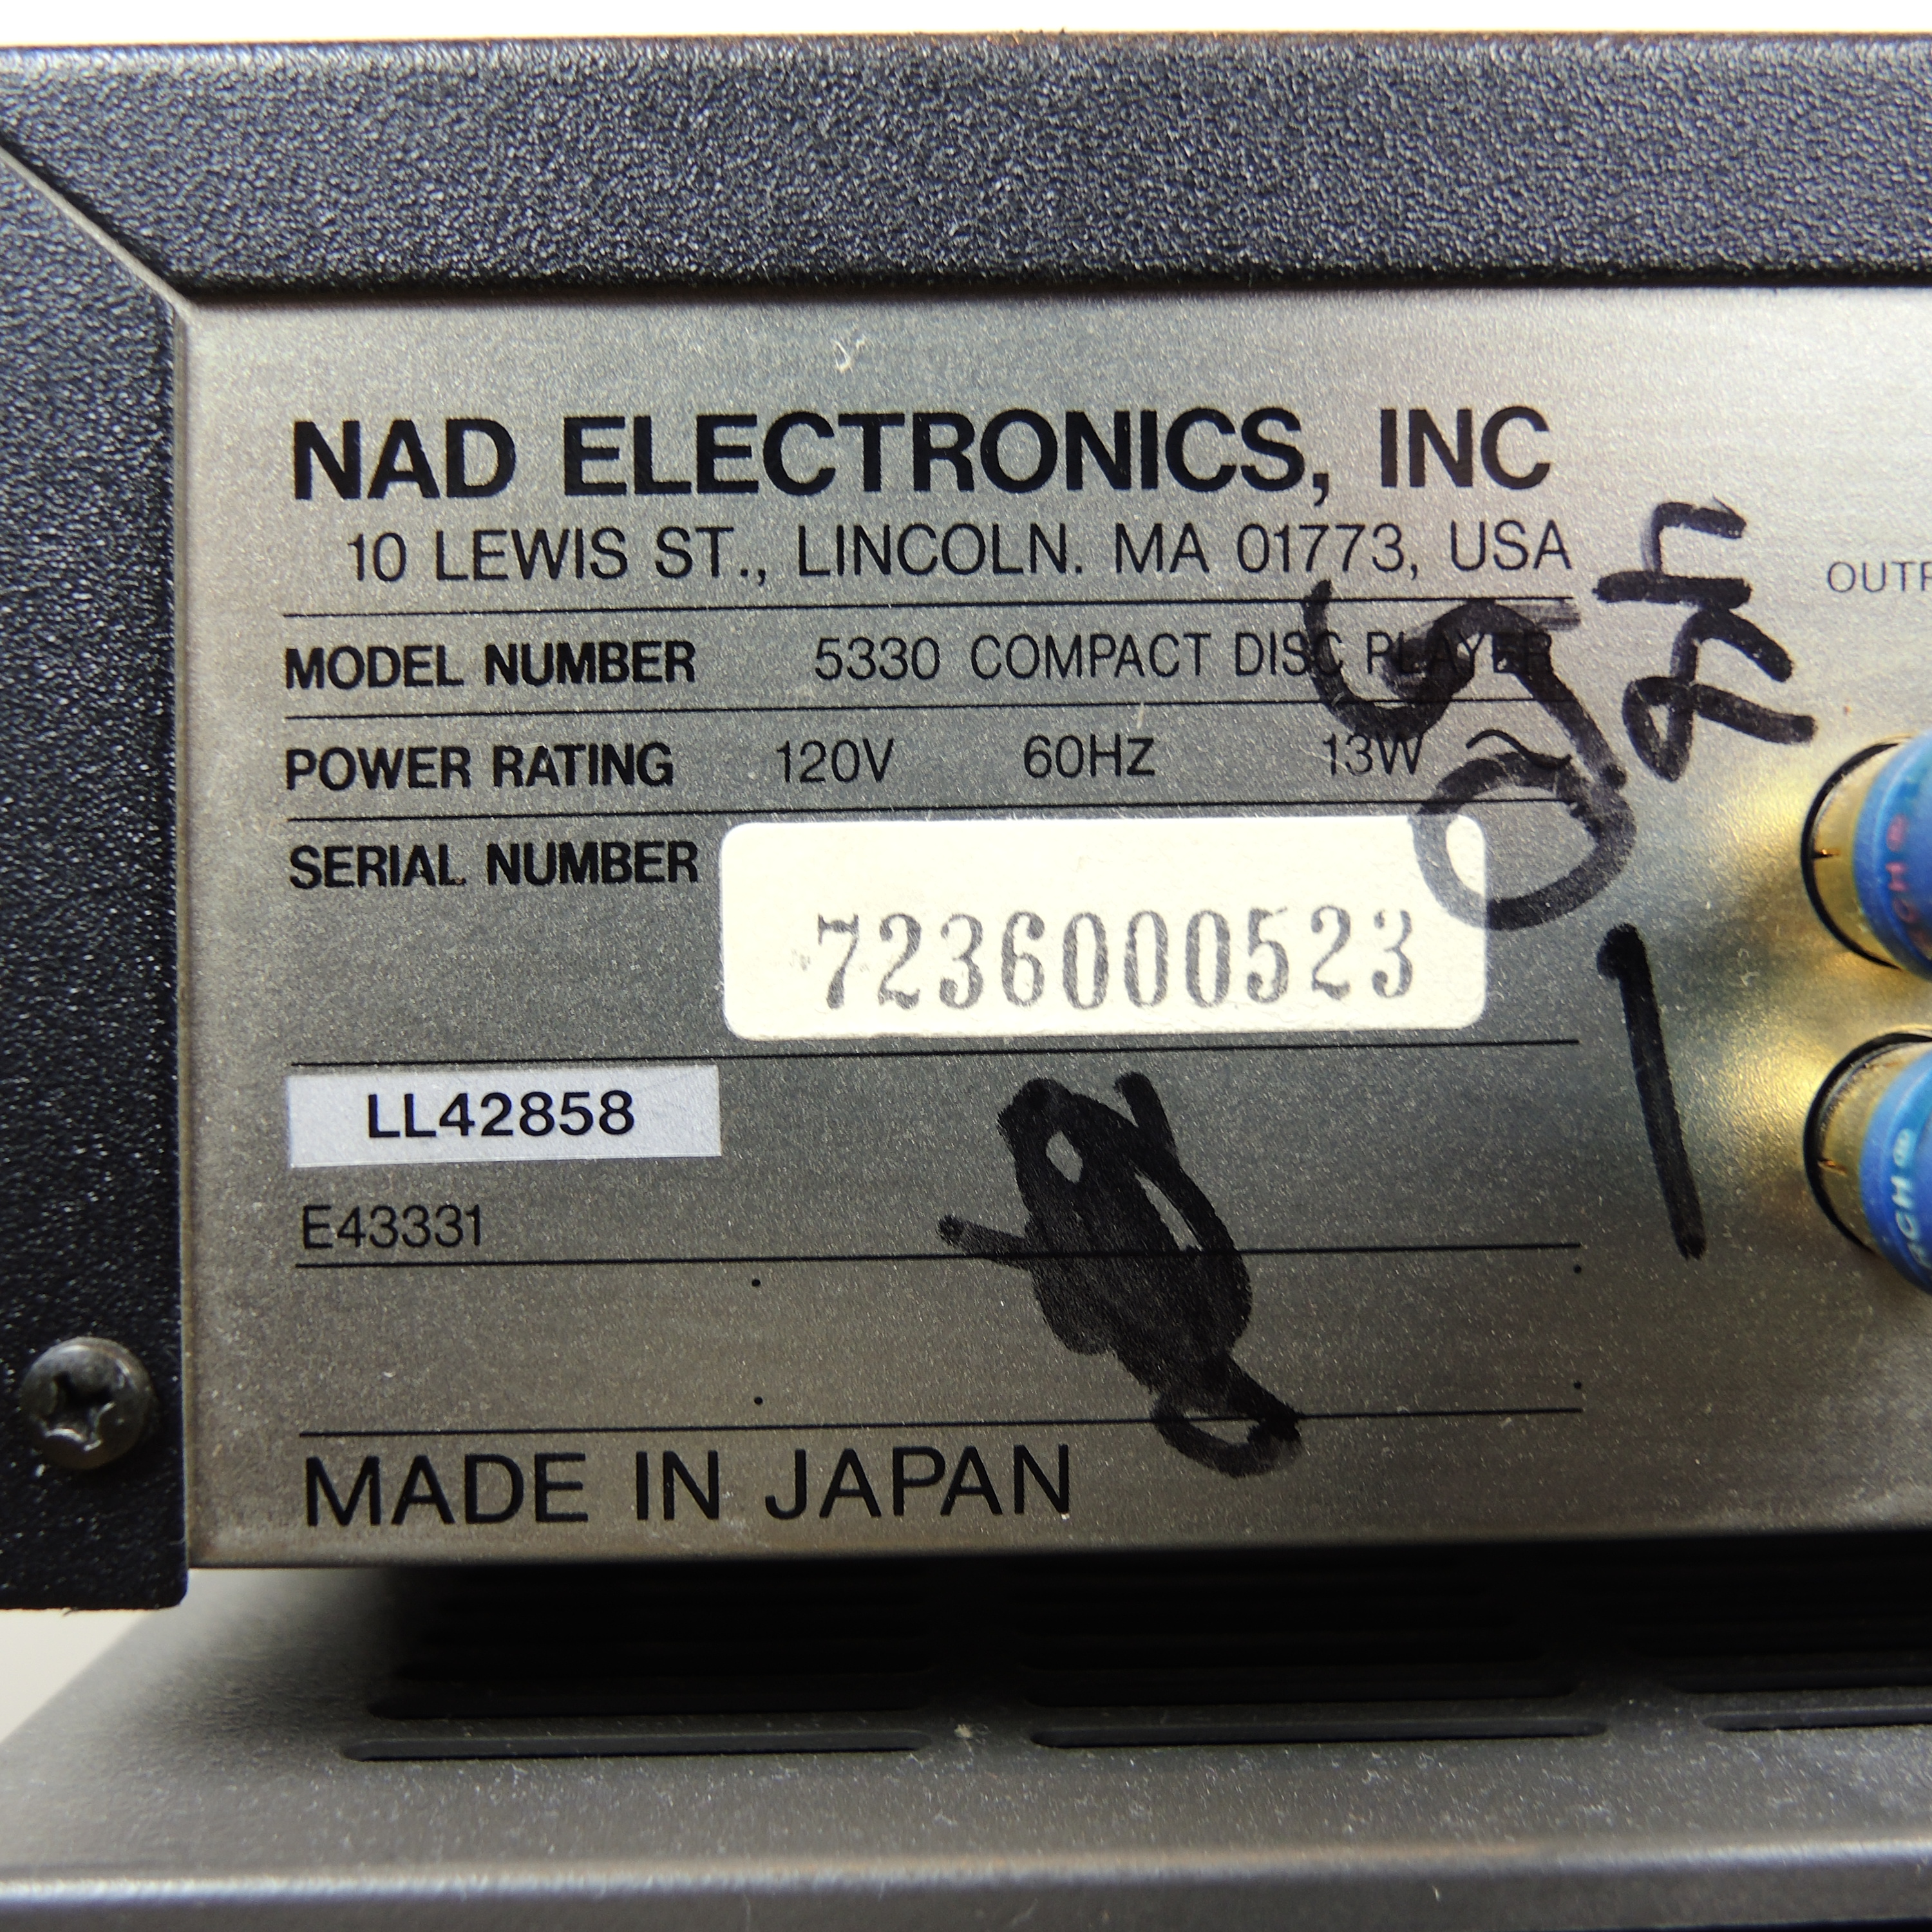 NAD ELECTRONICS, INC
10 LEWIS ST., LINCOLN. MA 01773, USA
MODEL NUMBER 5330 COMPACT DISC PLAYER
POWER RATING 120V 60Hz 13W ~
SERIAL NUMBER
7236000523
LL42858
E43331
MADE IN JAPAN